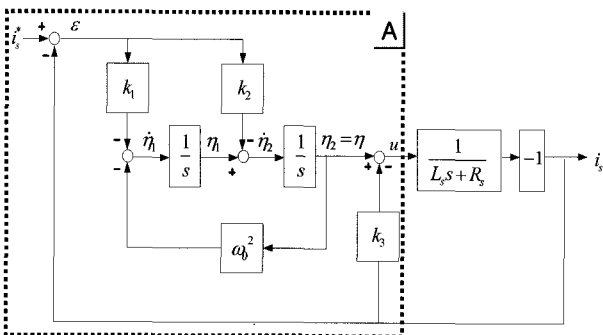 i_s^* + ε A
-
k_1 k_2
- -
η̇_1 1/s η_1 η̇_2 1/s η_2 = η u 1/(L_s s + R_s) -1 i_s
- + + -
ω_0^2 k_3